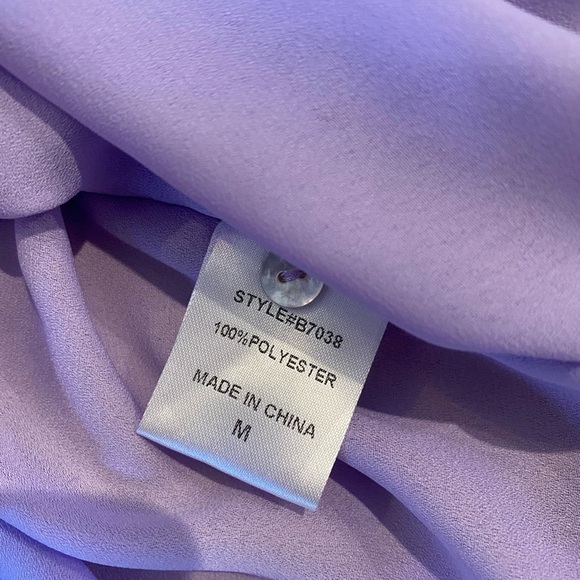 STYLE#B7038
100%POLYESTER
MADE IN CHINA
M